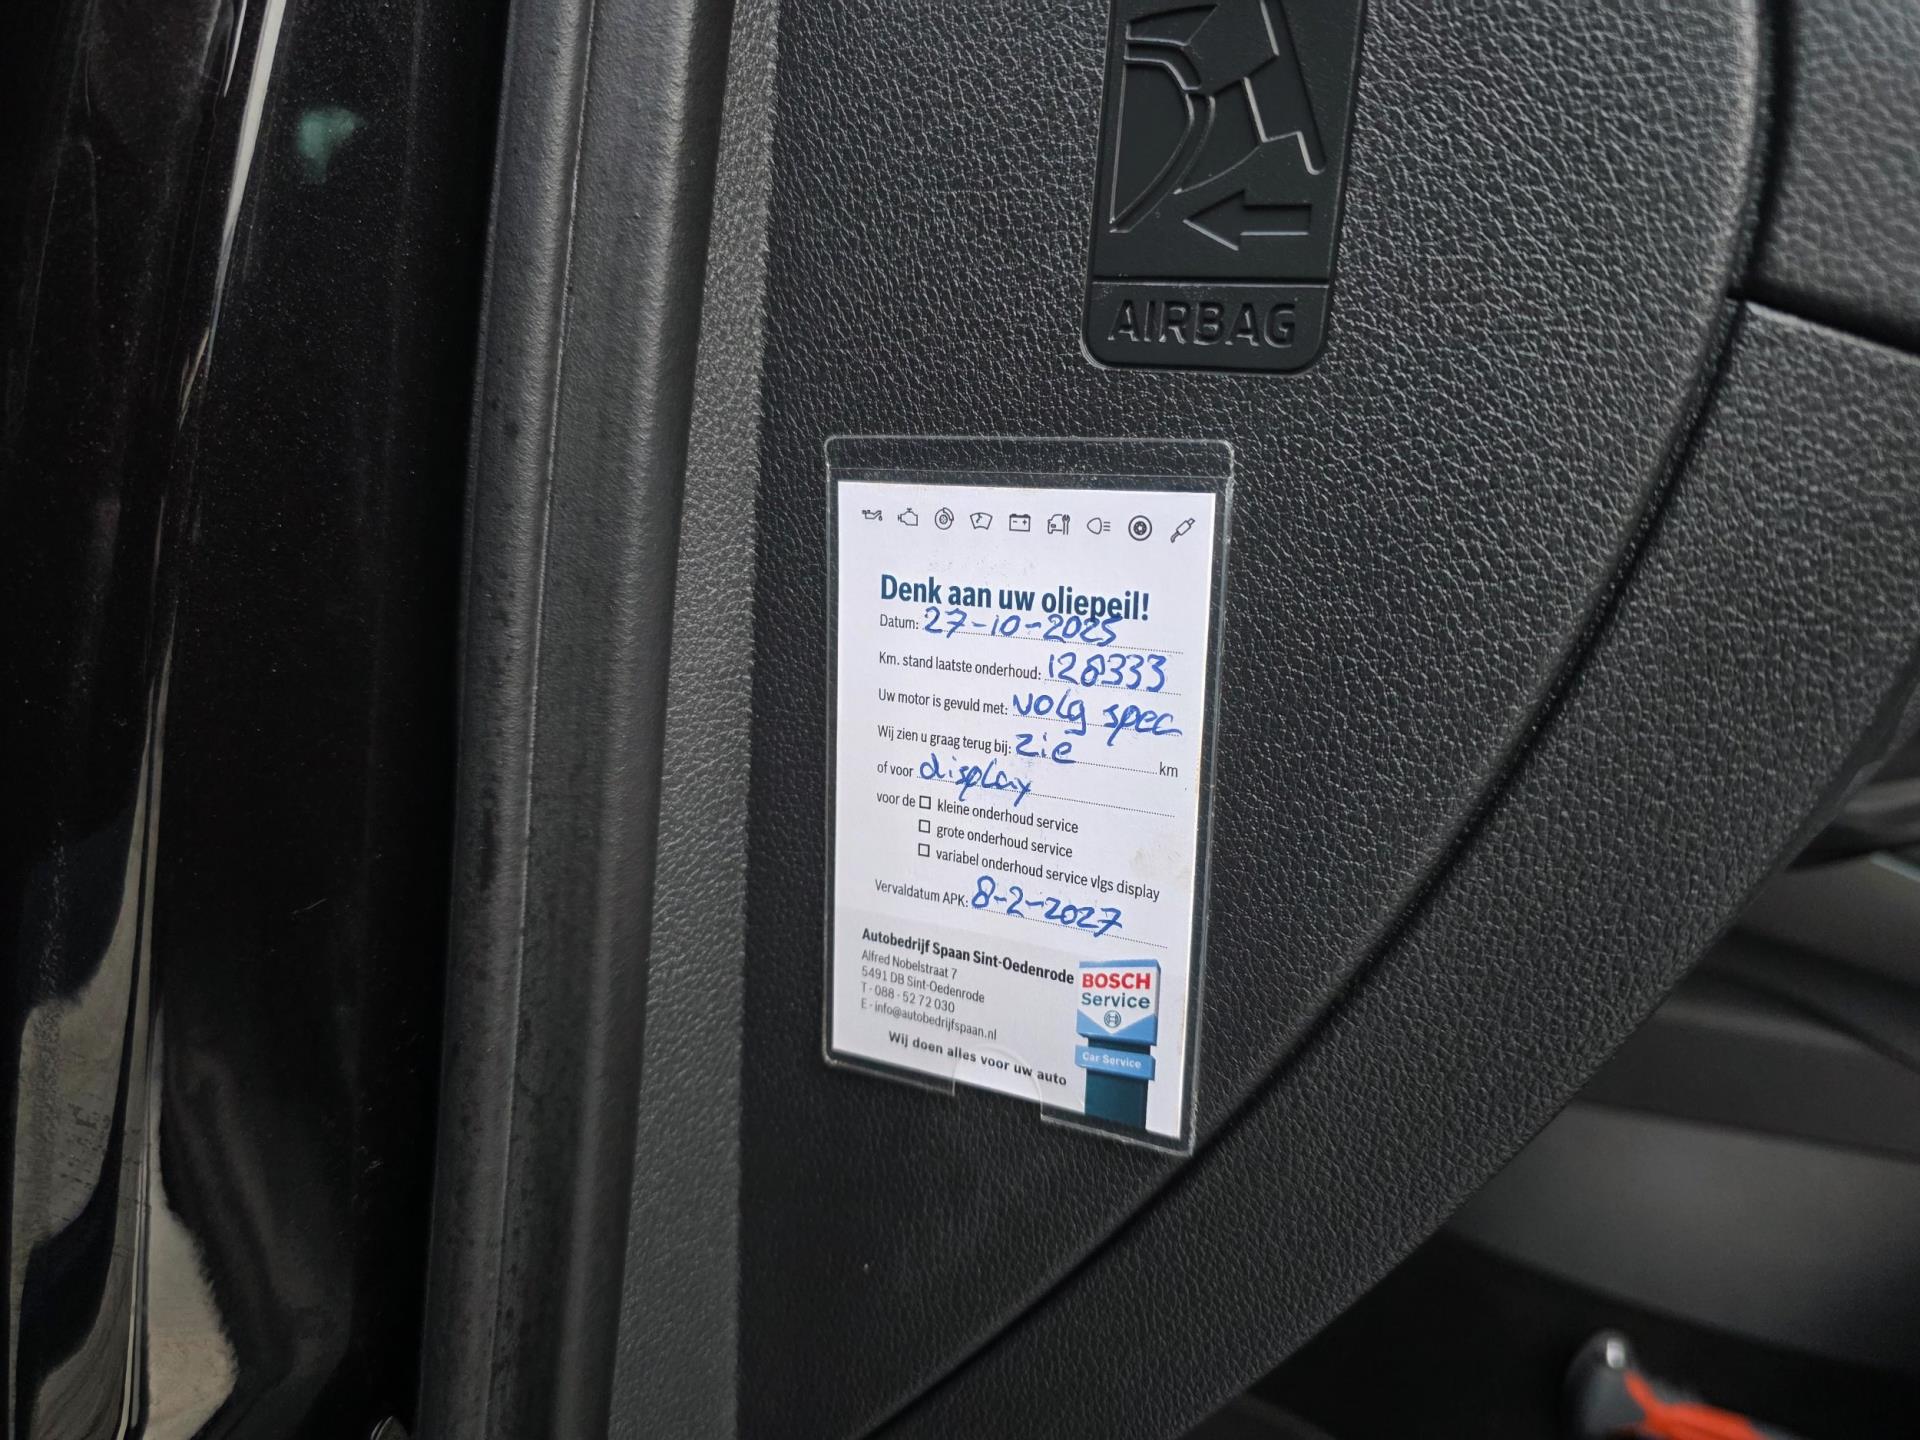 AIRBAG
Denk aan uw oliepeil!
Datum: 27-10-2025
Km. stand laatste onderhoud: 128333
Uw motor is gevuld met: volg spec
Wij zien u graag terug bij: zie km
of voor display
voor de □ kleine onderhoud service
□ grote onderhoud service
□ variabel onderhoud service vlgs display
Vervaldatum APK: 8-2-2027
Autobedrijf Spaan Sint-Oedenrode
Alfred Nobelstraat 7
5491 DB Sint-Oedenrode
T - 088 - 52 72 030
E - info@autobedrijfspaan.nl
Wij doen alles voor uw auto
BOSCH
Service
Car Service